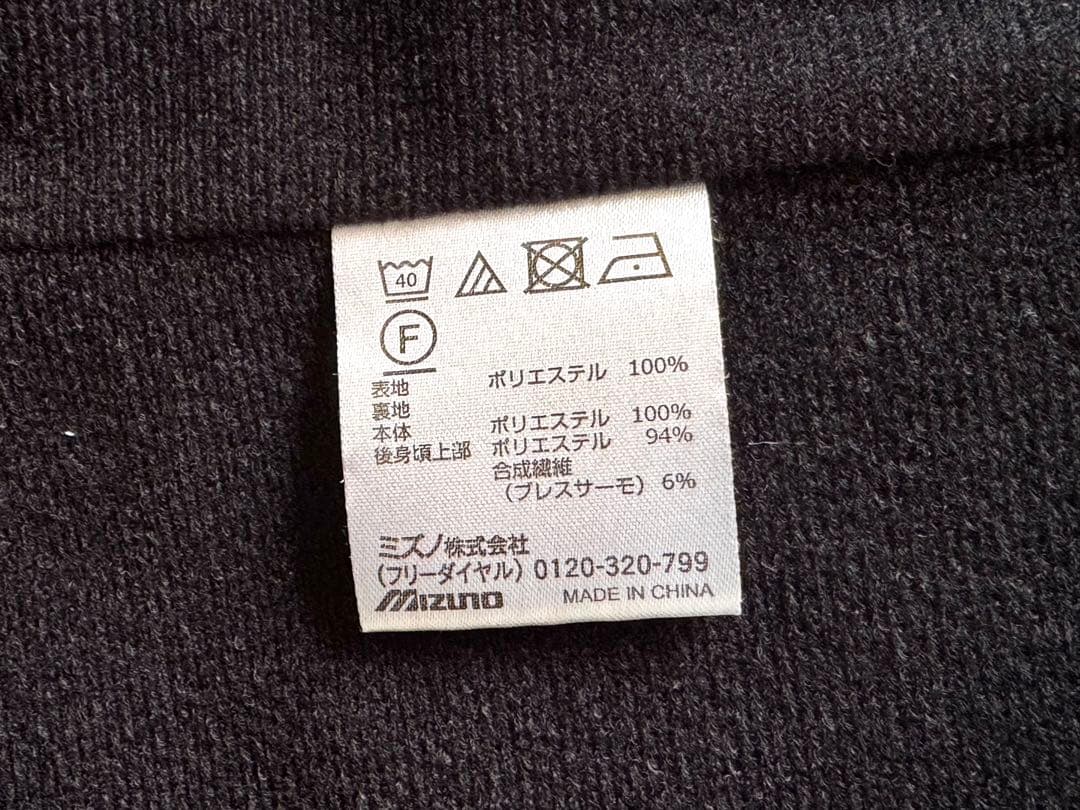 40
F
表地 ポリエステル 100%
裏地
本体 ポリエステル 100%
後身頃上部 ポリエステル 94%
合成繊維
(ブレスサーモ) 6%
ミズノ株式会社
(フリーダイヤル) 0120-320-799
MIZUNO MADE IN CHINA